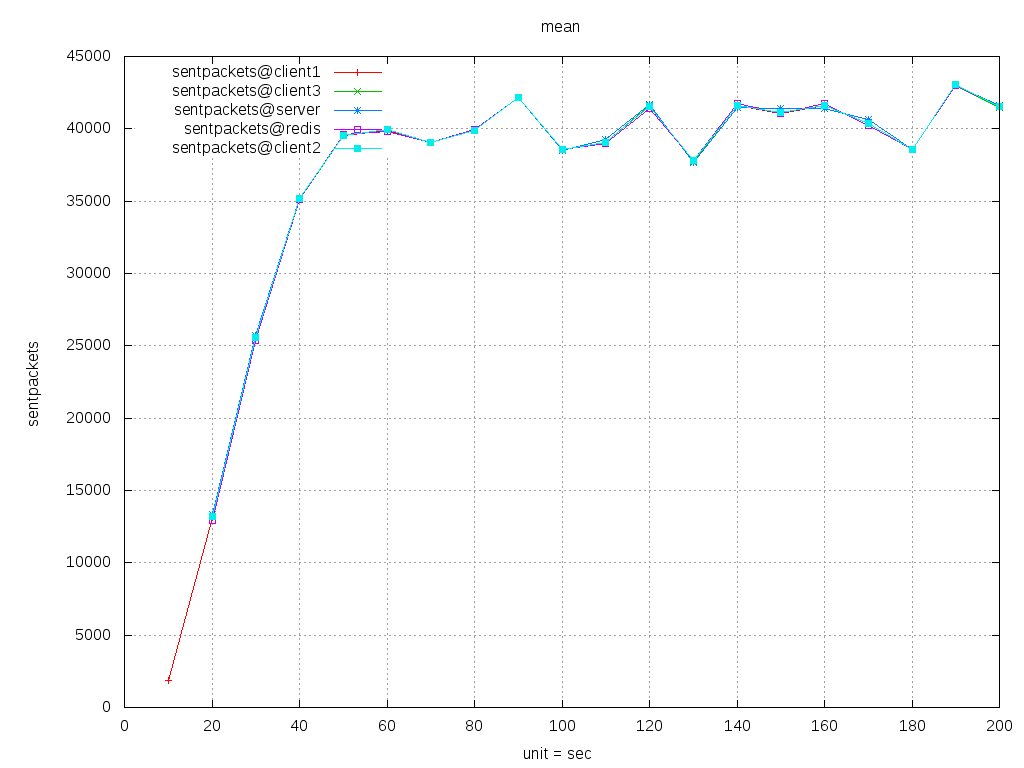 mean
45000
40000
35000
30000
25000
20000
15000
10000
5000
0
sentpackets
sentpackets@client1
sentpackets@client3
sentpackets@server
sentpackets@redis
sentpackets@client2
0 20 40 60 80 100 120 140 160 180 200
unit = sec